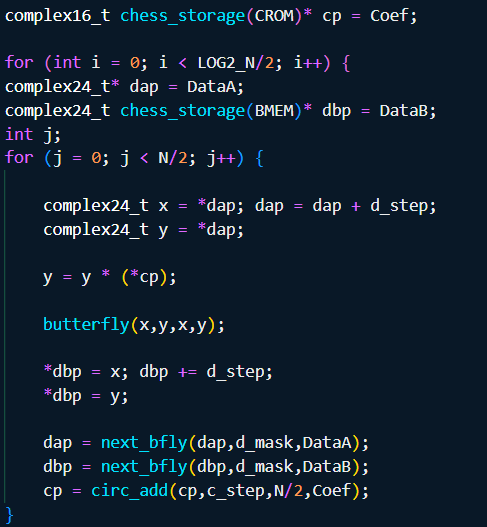 complex16_t chess_storage(CROM)* cp = Coef;
for (int i = 0; i < LOG2_N/2; i++) {
complex24_t* dap = DataA;
complex24_t chess_storage(BMEM)* dbp = DataB;
int j;
for (j = 0; j < N/2; j++) {
complex24_t x = *dap; dap = dap + d_step;
complex24_t y = *dap;
y = y * (*cp);
butterfly(x,y,x,y);
*dbp = x; dbp += d_step;
*dbp = y;
dap = next_bfly(dap,d_mask,DataA);
dbp = next_bfly(dbp,d_mask,DataB);
cp = circ_add(cp,c_step,N/2,Coef);
}